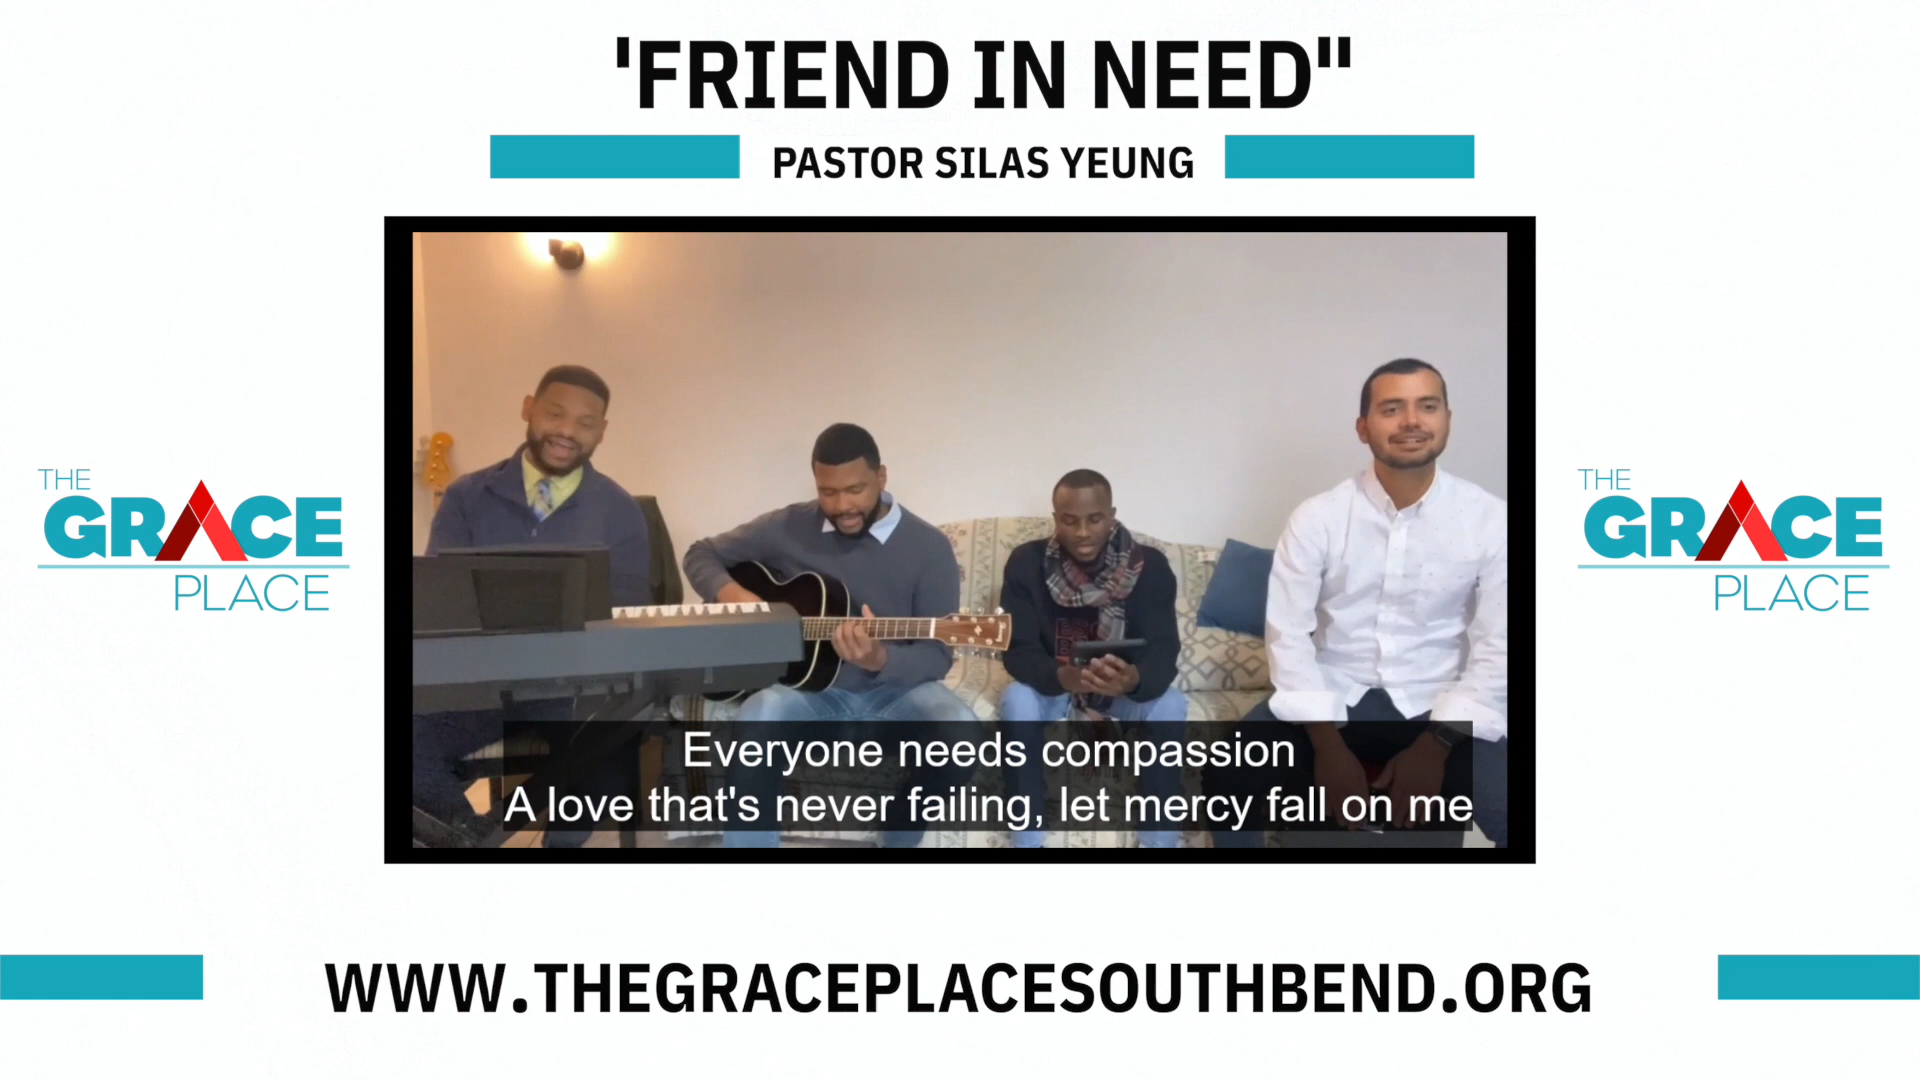 'FRIEND IN NEED"
PASTOR SILAS YEUNG
THE
GRACE
PLACE
THE
GRACE
PLACE
Everyone needs compassion
A love that's never failing, let mercy fall on me
WWW.THEGRACEPLACESOUTHBEND.ORG